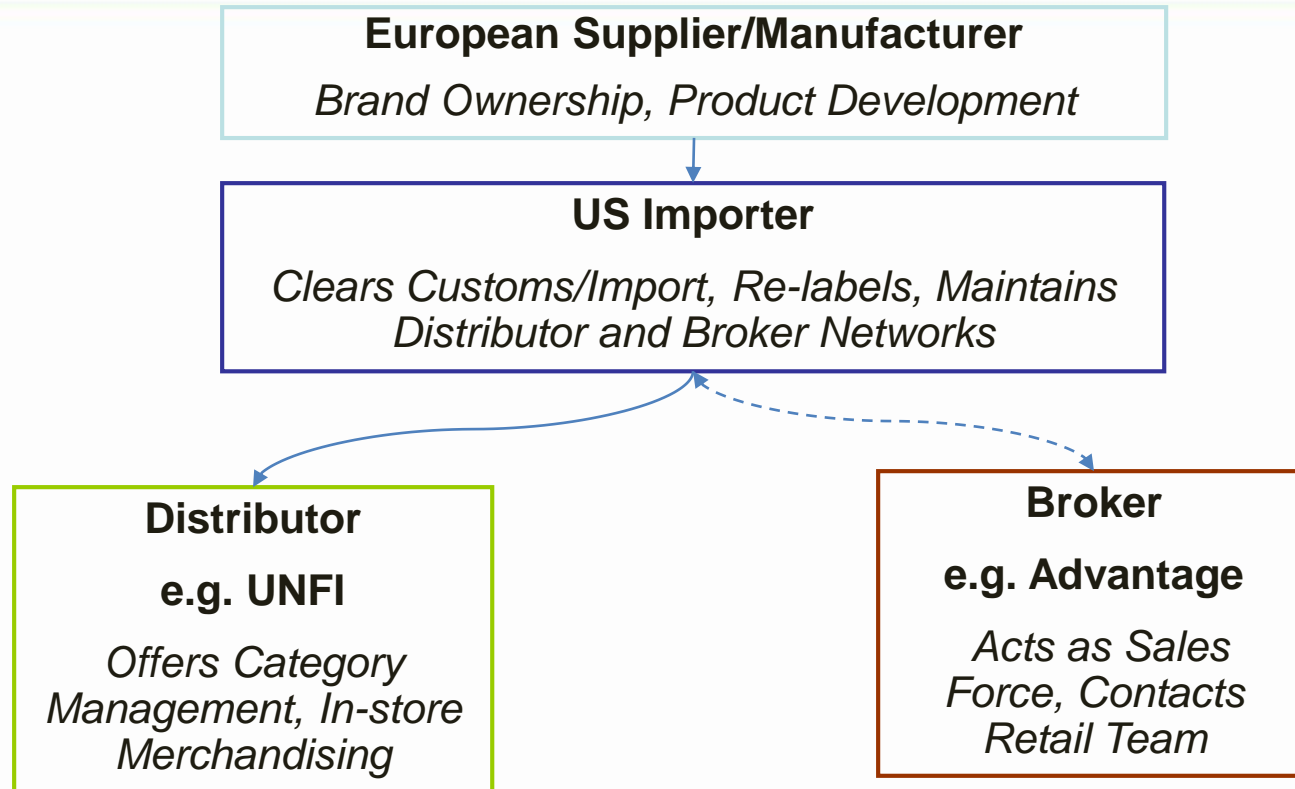 European Supplier/Manufacturer
Brand Ownership, Product Development
US Importer
Clears Customs/Import, Re-labels, Maintains
Distributor and Broker Networks
Distributor
e.g. UNFI
Offers Category
Management, In-store
Merchandising
Broker
e.g. Advantage
Acts as Sales
Force, Contacts
Retail Team